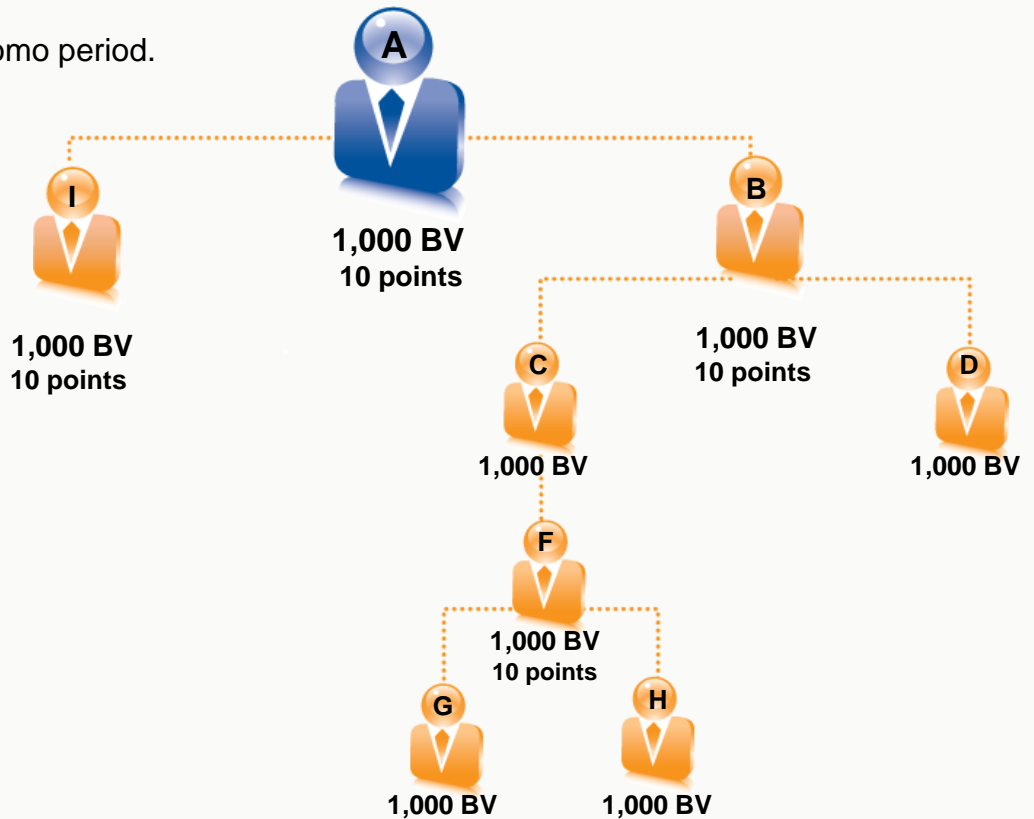 omo period.
A
I
B
1,000 BV
10 points
1,000 BV
10 points
1,000 BV
10 points
C
D
1,000 BV
1,000 BV
F
1,000 BV
10 points
G
H
1,000 BV
1,000 BV